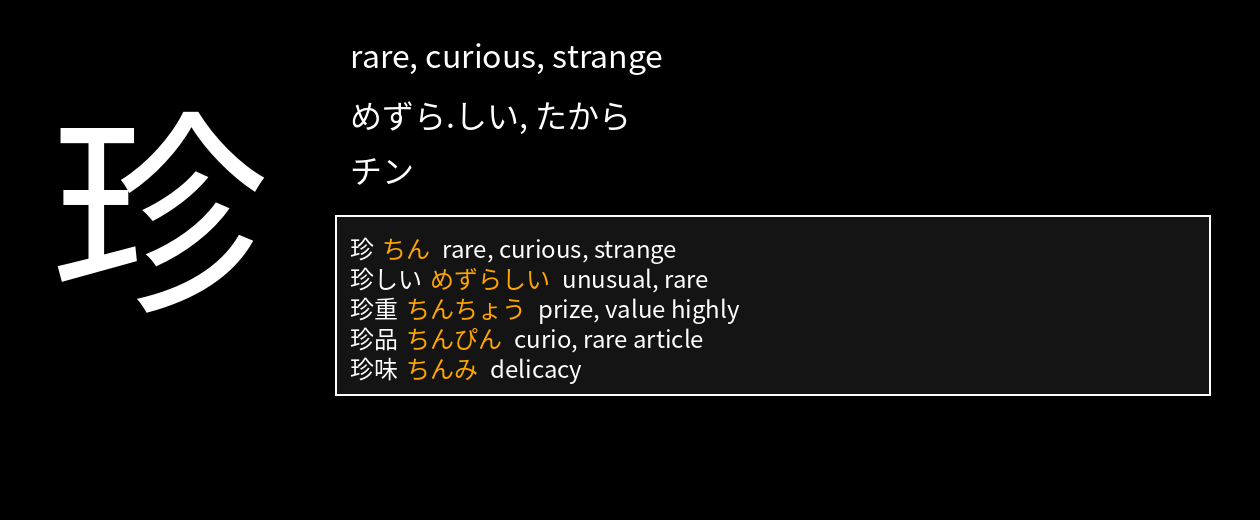 珍
rare, curious, strange
めずら.しい, たから
チン
珍 ちん rare, curious, strange
珍しい めずらしい unusual, rare
珍重 ちんちょう prize, value highly
珍品 ちんぴん curio, rare article
珍味 ちんみ delicacy